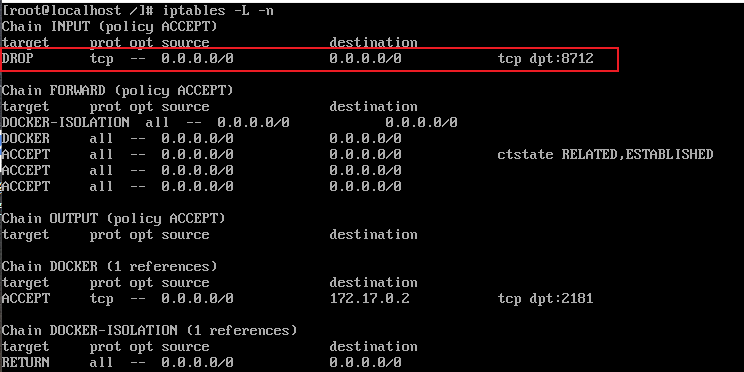 [root@localhost /]# iptables -L -n
Chain INPUT (policy ACCEPT)
target     prot opt source               destination
DROP       tcp  --  0.0.0.0/0            0.0.0.0/0            tcp dpt:8712
Chain FORWARD (policy ACCEPT)
target     prot opt source               destination
DOCKER-ISOLATION  all  --  0.0.0.0/0            0.0.0.0/0
DOCKER     all  --  0.0.0.0/0            0.0.0.0/0
ACCEPT     all  --  0.0.0.0/0            0.0.0.0/0            ctstate RELATED,ESTABLISHED
ACCEPT     all  --  0.0.0.0/0            0.0.0.0/0
ACCEPT     all  --  0.0.0.0/0            0.0.0.0/0
Chain OUTPUT (policy ACCEPT)
target     prot opt source               destination
Chain DOCKER (1 references)
target     prot opt source               destination
ACCEPT     tcp  --  0.0.0.0/0            172.17.0.2           tcp dpt:2181
Chain DOCKER-ISOLATION (1 references)
target     prot opt source               destination
RETURN     all  --  0.0.0.0/0            0.0.0.0/0